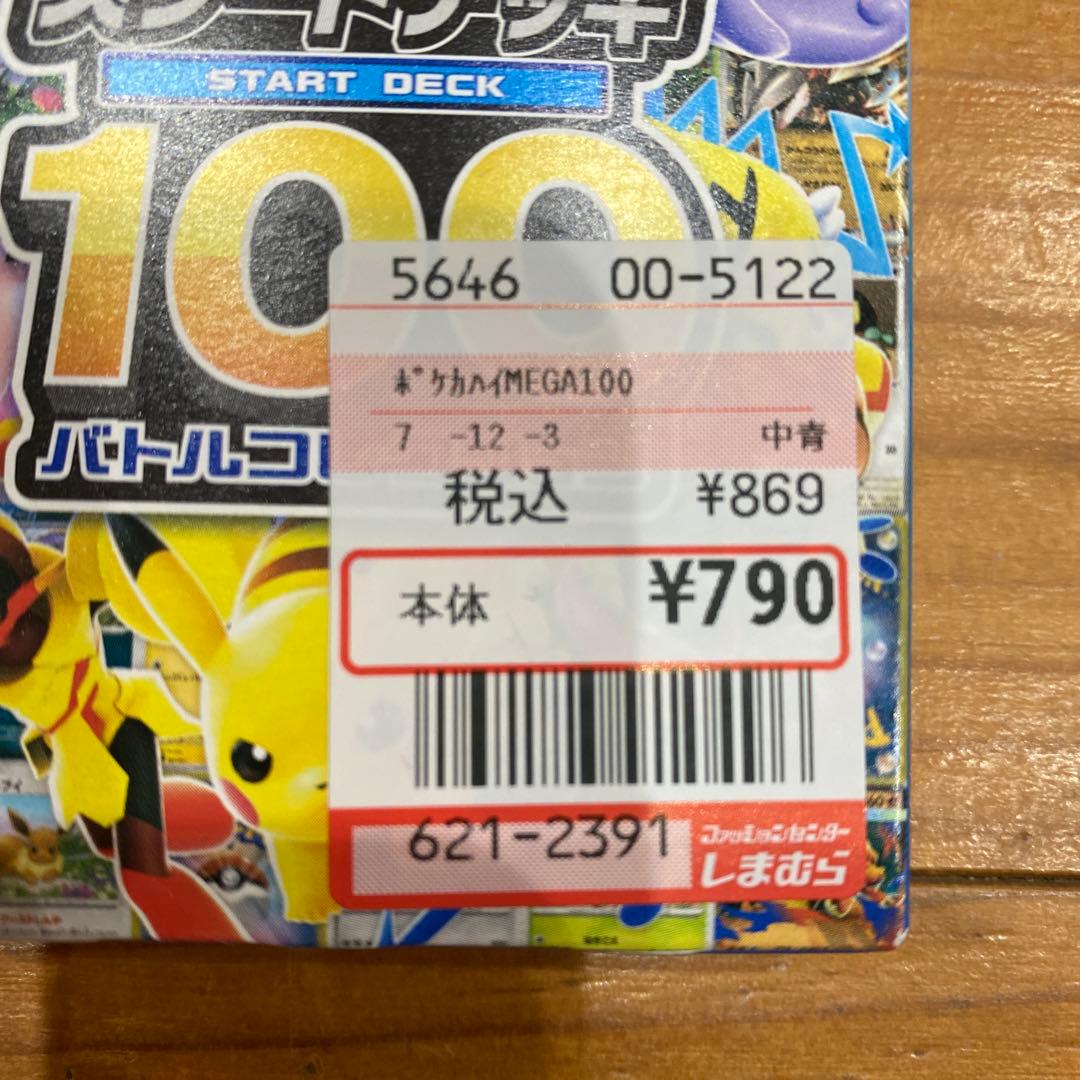 スタートデッキ
START DECK
100
バトルコ
5646 00-5122
ﾎﾟｹｶﾊｲMEGA100
7 -12 -3 中青
税込 ¥869
本体 ¥790
621-2391
ファッションセンター
しまむら